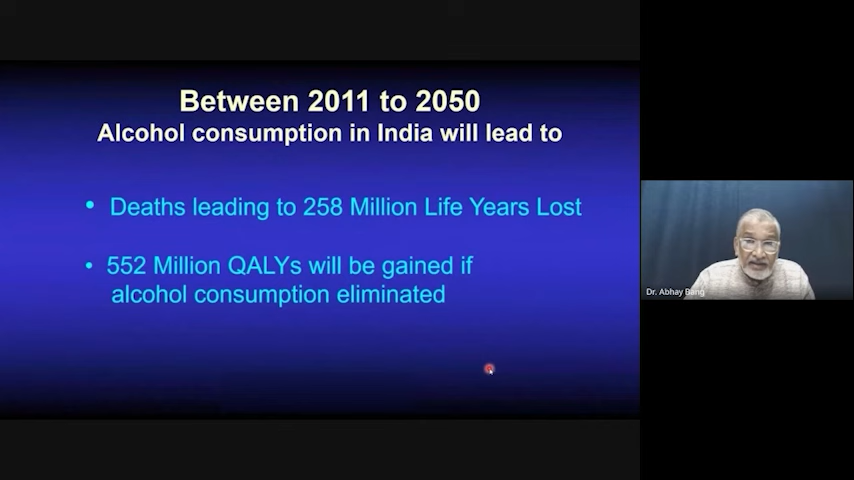 Between 2011 to 2050
Alcohol consumption in India will lead to
• Deaths leading to 258 Million Life Years Lost
• 552 Million QALYs will be gained if
alcohol consumption eliminated
Dr. Abhay Bang